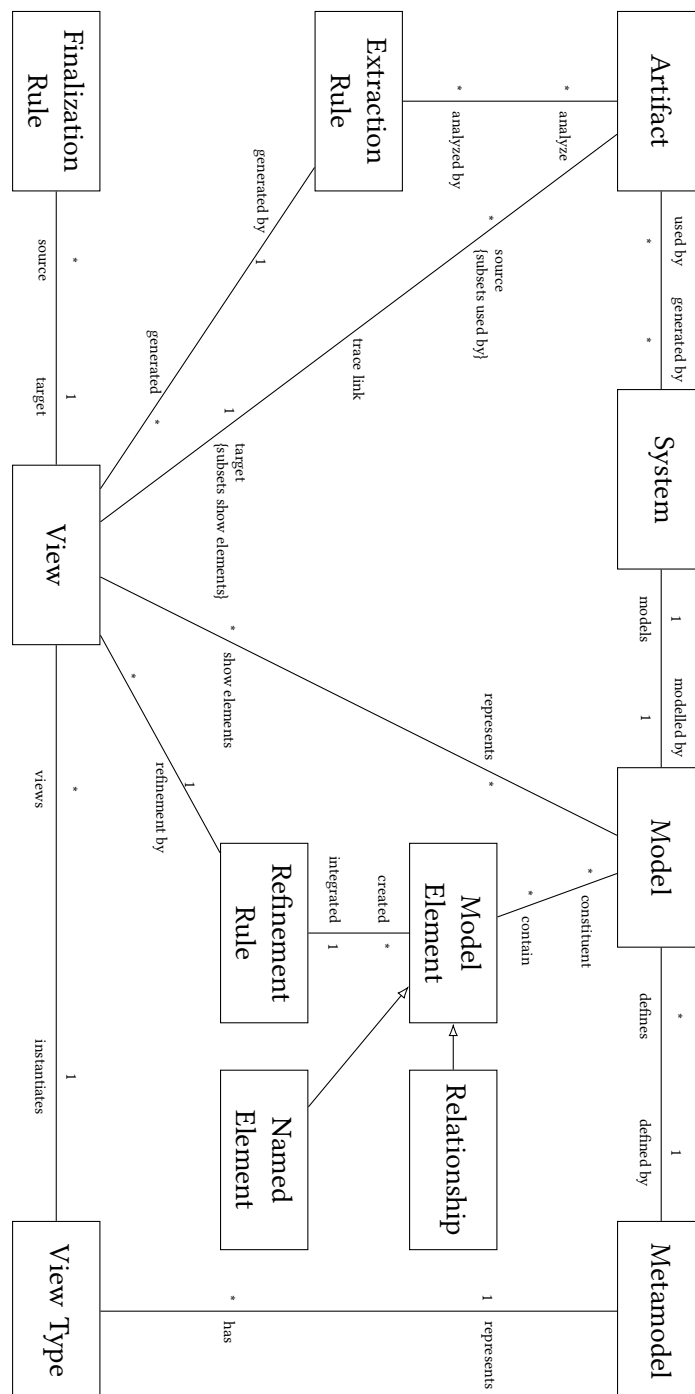 Artifact
used by
generated by
*
*
System
1
modelled by
models
1
Model
*
1
defines
defined by
Metamodel
*
analyze
*
constituent
*
contain
*
source
{subsets used by}
represents
*
1
represents
*
analyzed by
Extraction
Rule
trace link
Model
Element
Relationship
created
*
integrated
1
generated by
1
1
target
{subsets show elements}
*
show elements
Refinement
Rule
Named
Element
*
has
generated
*
*
1
refinement by
Finalization
Rule
*
source
1
target
View
*
views
1
instantiates
View Type